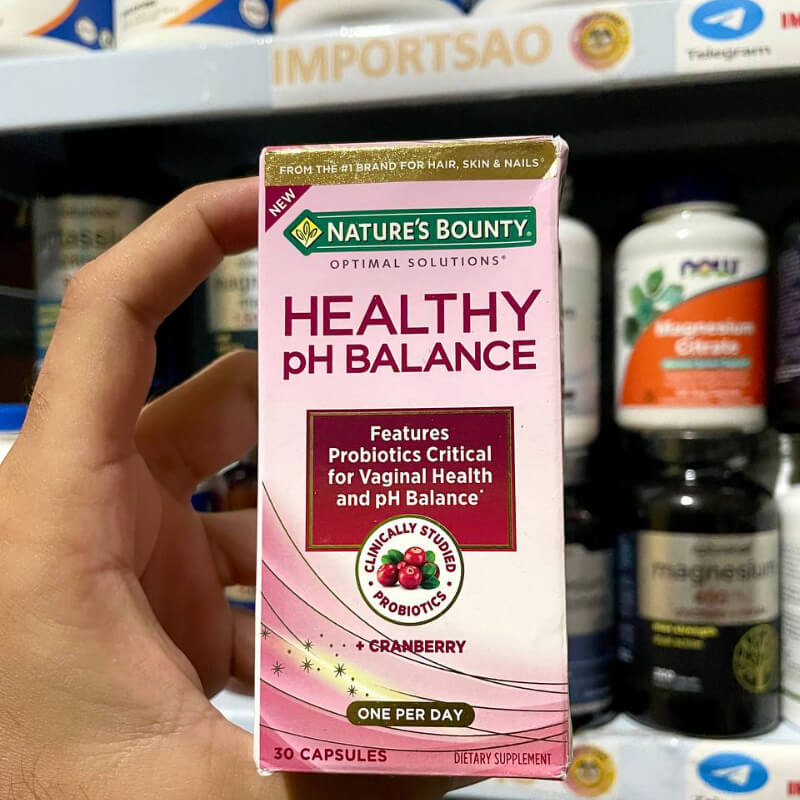 IMPORTSAO
Telegram
FROM THE #1 BRAND FOR HAIR, SKIN & NAILS°
NEW
NATURE'S BOUNTY®
OPTIMAL SOLUTIONS®
HEALTHY
pH BALANCE
Features
Probiotics Critical
for Vaginal Health
and pH Balance*
CLINICALLY STUDIED
PROBIOTICS
+ CRANBERRY
ONE PER DAY
30 CAPSULES
DIETARY SUPPLEMENT
NOW
Magnesium
Citrate
magnesium
Telegram